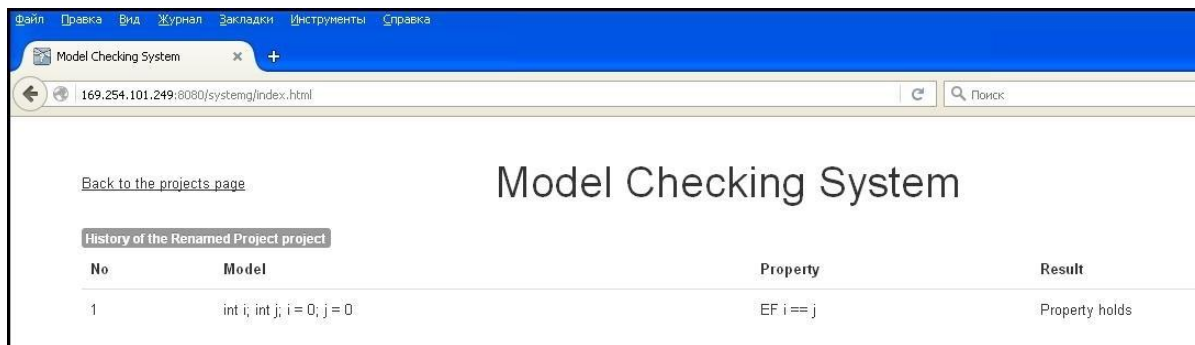 Файл Правка Вид Журнал Закладки Инструменты Справка
Model Checking System
169.254.101.249:8080/systemg/index.html
Поиск
Back to the projects page
Model Checking System
History of the Renamed Project project
No Model Property Result
1 int i; int j; i = 0; j = 0 EF i == j Property holds